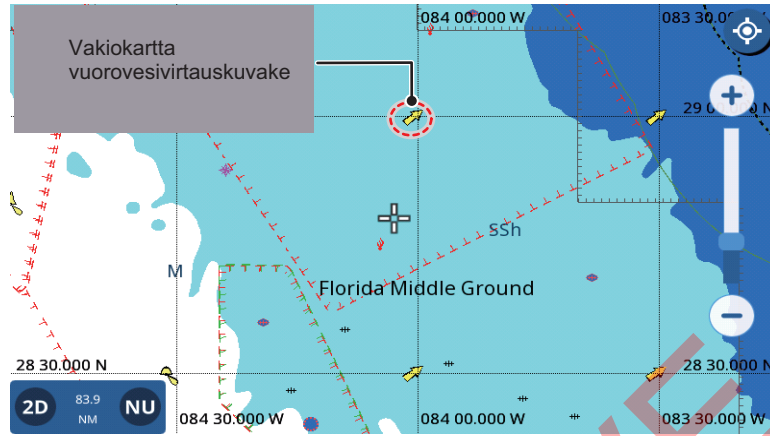 Vakiokartta
vuorovesivirtauskuvake
084 00.000 W
083 30.00
29 00.000 N
SSh
M
Florida Middle Ground
28 30.000 N
28 30.000 N
2D
83.9
NM
NU
084 30.000 W
084 00.000 W
083 30.000 W